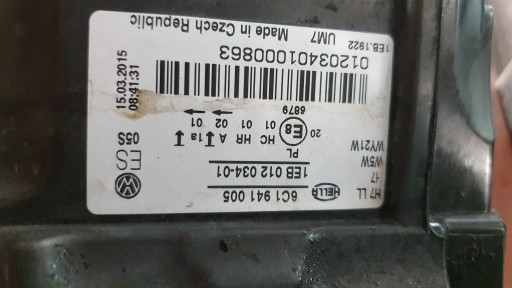 HELLA
6C1 941 005
1EB 012 034-01
H7 LL
17
W5W
WY21W
ES
05S
PL
20 E8 HC HR A 1a
01 01 02 01
6879
15.03.2015
08:41:31
01203401000863
1EB.1922 UM7 Made in Czech Republic